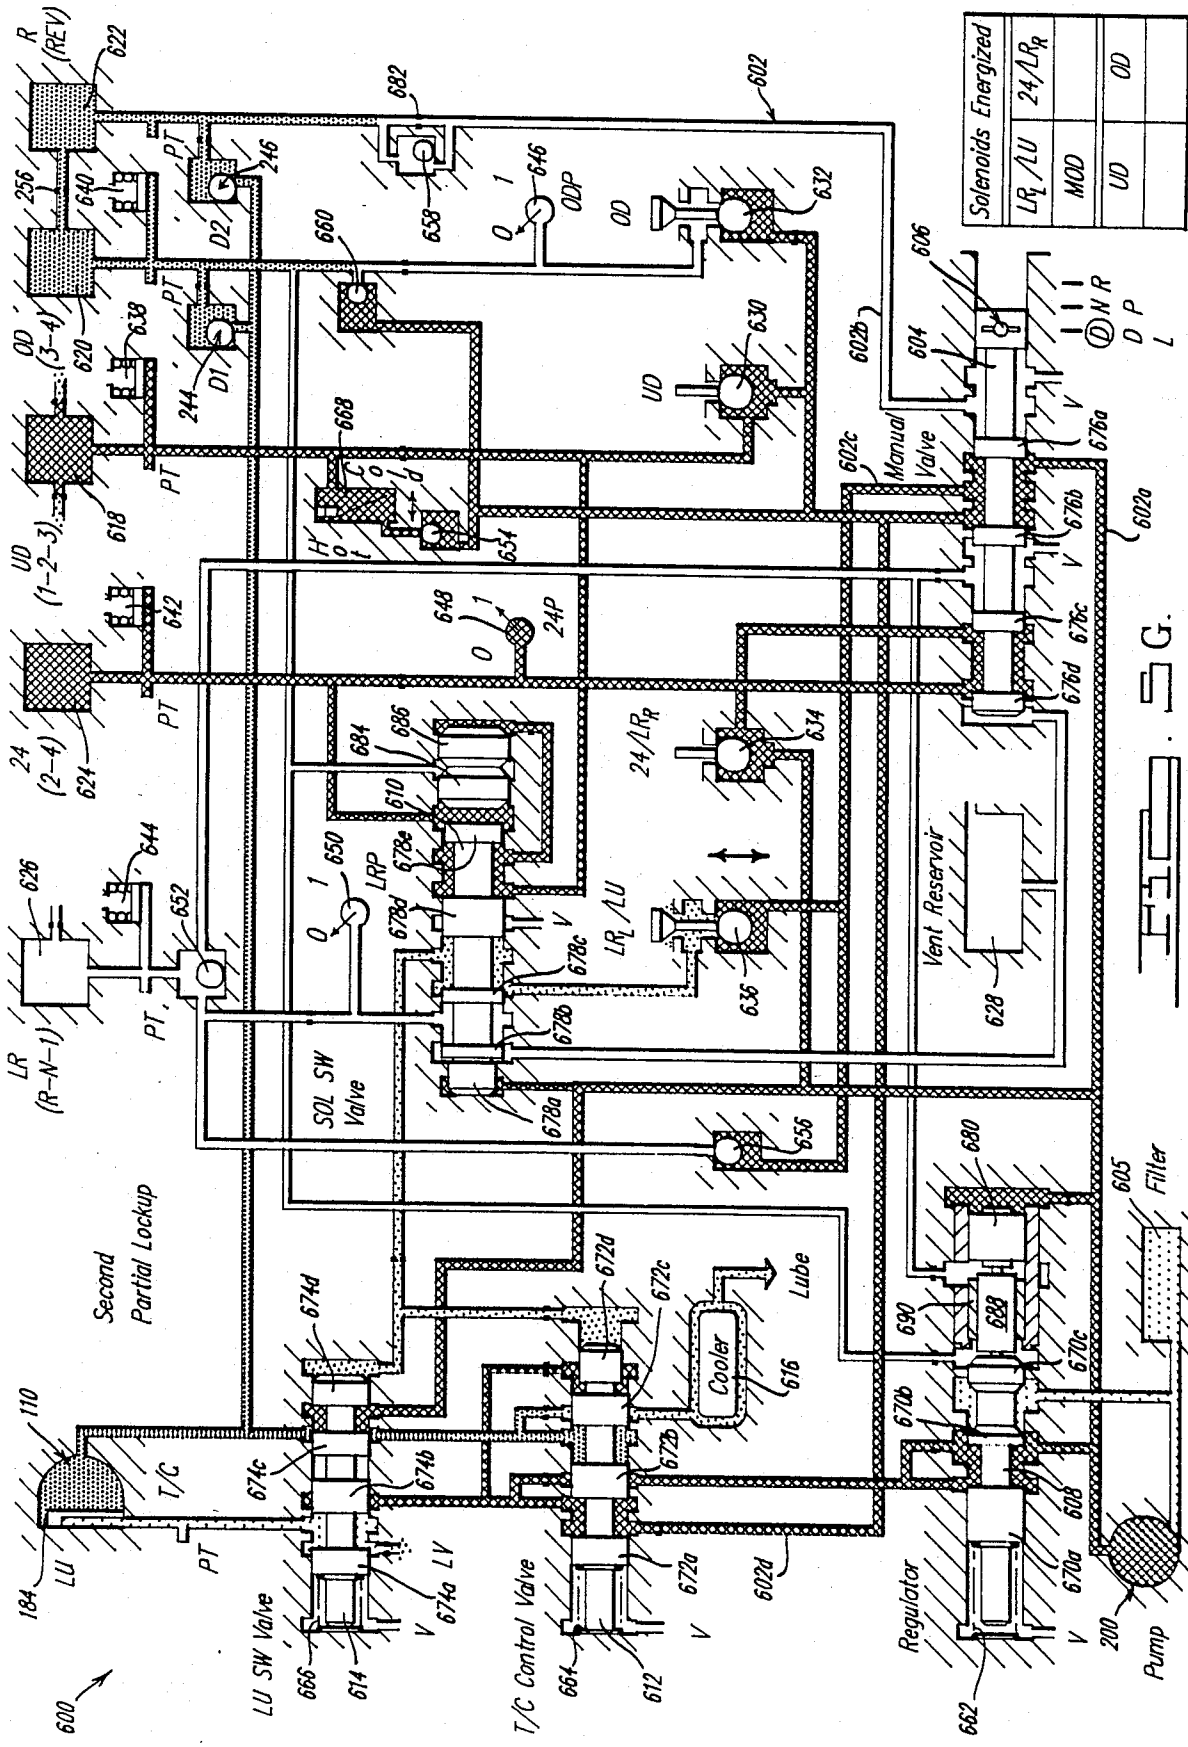 600
184
LU
110
T/C
PT
Second
Partial Lockup
LR
(R-N-1)
626
644
PT
652
24
(2-4)
624
PT
642
UD
(1-2-3)
618
PT
638
OD
(3-4)
620
256
640
PT
R
(REV)
622
PT
244
D1
D2
246
LU SW Valve
666
614
V
674a
LV
674b
674c
674d
SOL SW
Valve
650
0
1
LRP
610
684
686
678a
678b
678c
678d
678e
V
648
0
1
24P
Hot
Cold
668
654
660
682
658
0
1
646
ODP
602
T/C Control Valve
664
612
V
672a
672b
672c
672d
Cooler
616
Lube
656
LRL/LU
636
24/LRR
634
UD
630
OD
632
602d
602c
602b
Manual
Valve
604
606
Regulator
662
V
670a
608
670b
670c
690
688
680
Vent Reservoir
628
676d
676c
V
676b
676a
V
602a
D N R
D P
L
200
Pump
605
Filter
FIG. 5G.
Solenoids Energized
LRL/LU 24/LRR
MOD
UD OD